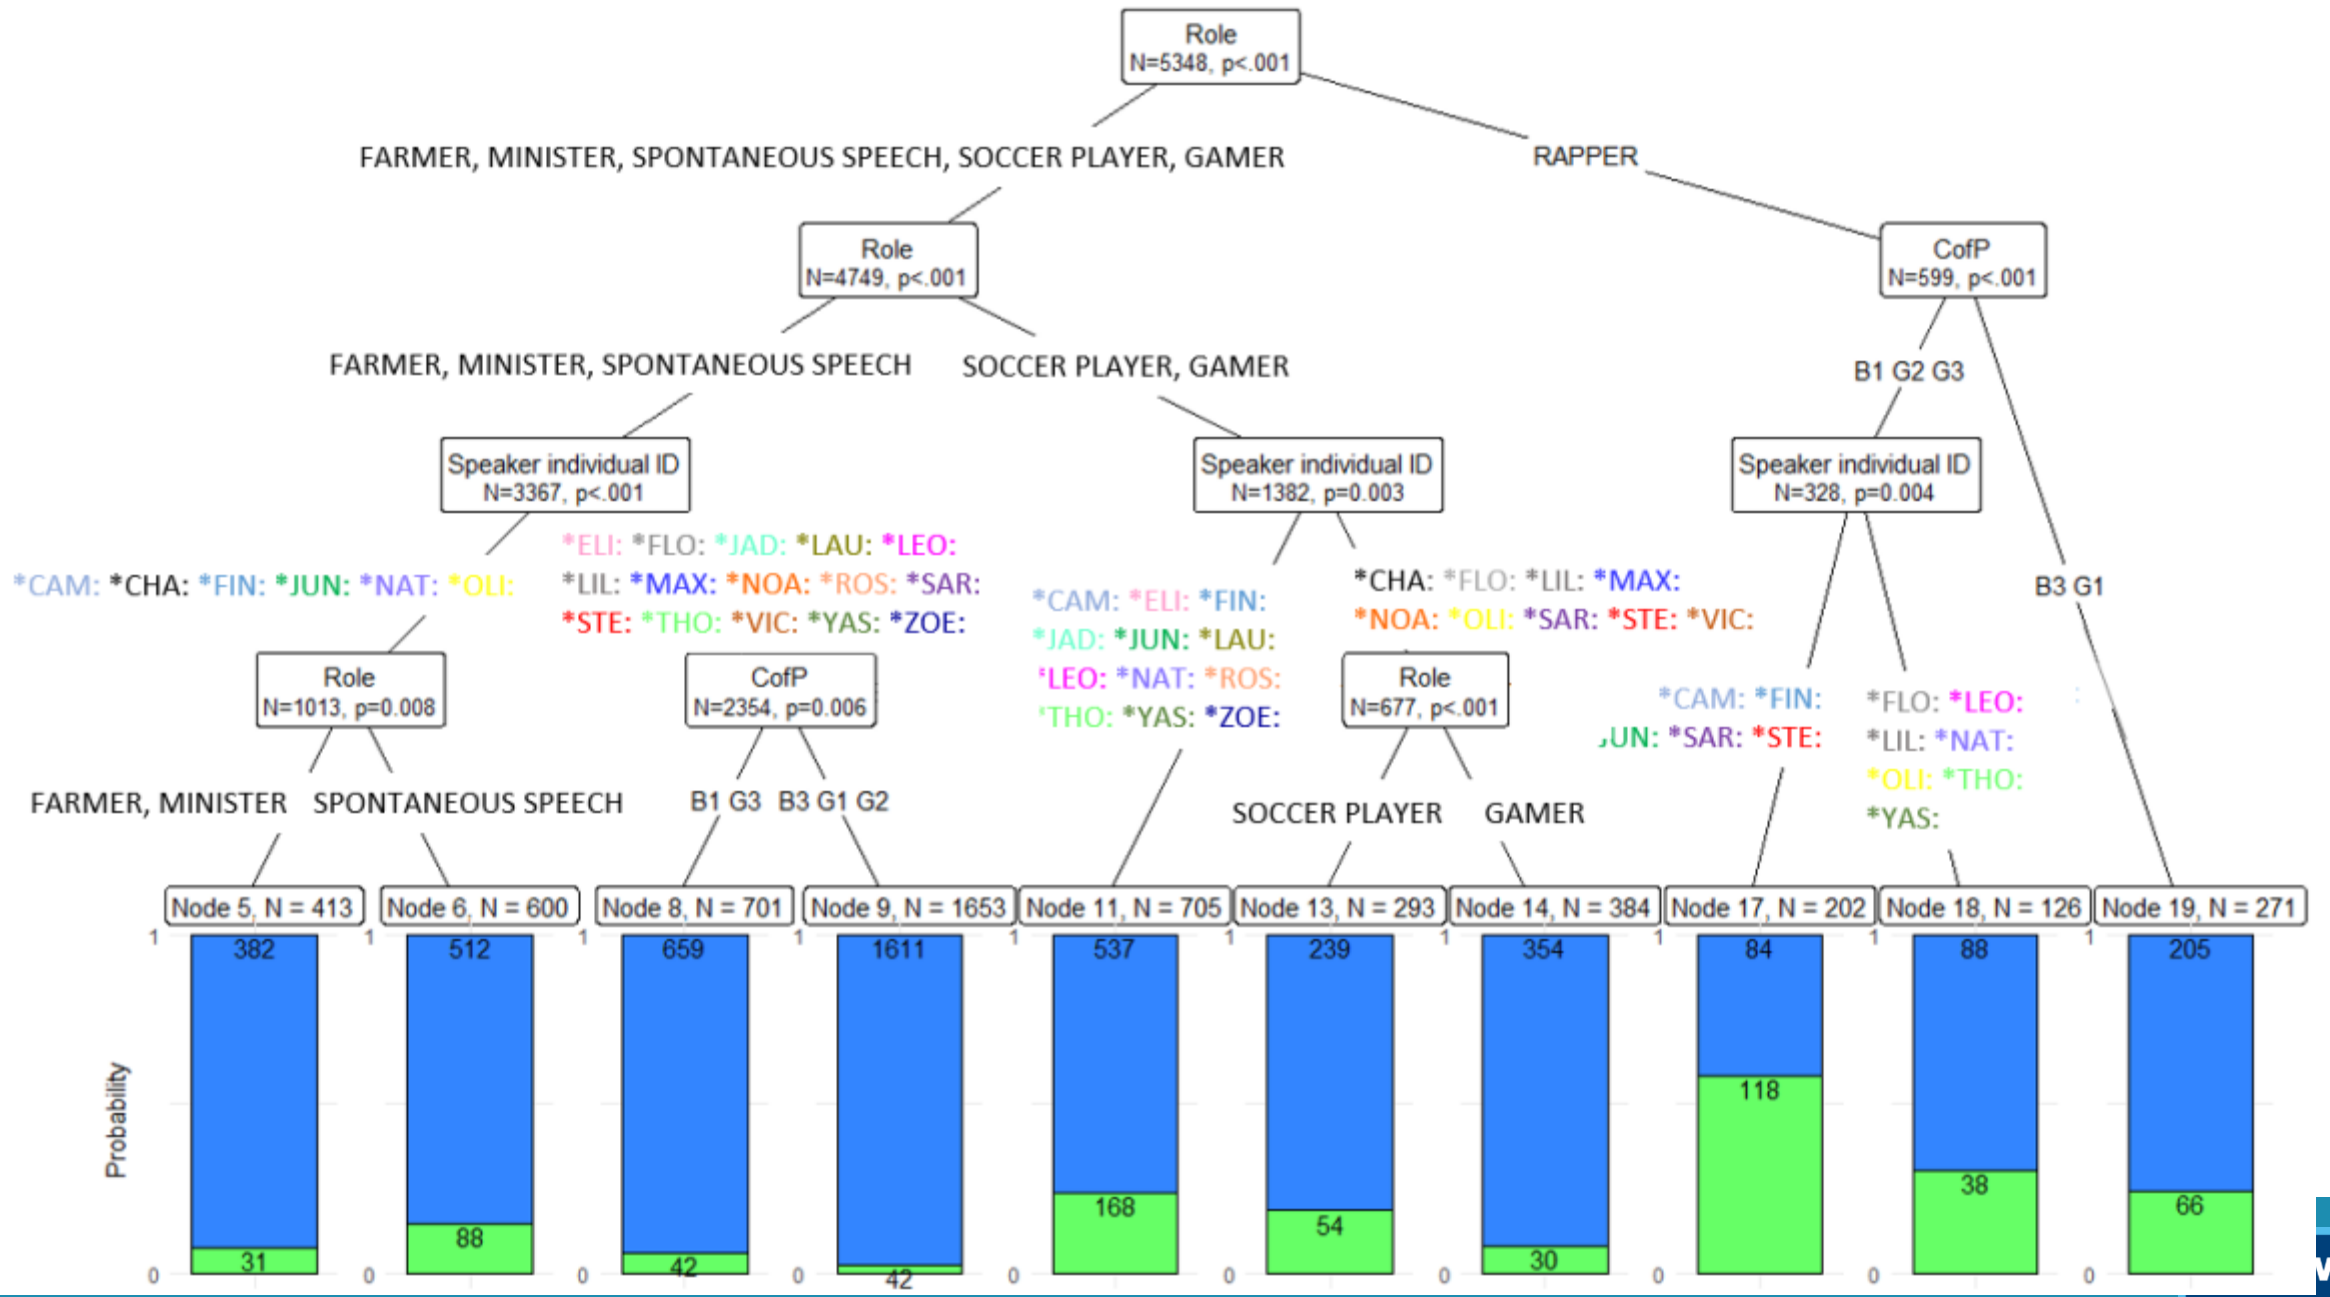 Role
N=5348, p<.001
FARMER, MINISTER, SPONTANEOUS SPEECH, SOCCER PLAYER, GAMER
RAPPER
Role
N=4749, p<.001
CofP
N=599, p<.001
FARMER, MINISTER, SPONTANEOUS SPEECH
SOCCER PLAYER, GAMER
B1 G2 G3
Speaker individual ID
N=3367, p<.001
Speaker individual ID
N=1382, p=0.003
Speaker individual ID
N=328, p=0.004
*CAM: *CHA: *FIN: *JUN: *NAT: *OLI:
*ELI: *FLO: *JAD: *LAU: *LEO:
*LIL: *MAX: *NOA: *ROS: *SAR:
*STE: *THO: *VIC: *YAS: *ZOE:
*CAM: *ELI: *FIN:
*JAD: *JUN: *LAU:
*LEO: *NAT: *ROS:
*THO: *YAS: *ZOE:
*CHA: *FLO: *LIL: *MAX:
*NOA: *OLI: *SAR: *STE: *VIC:
B3 G1
Role
N=1013, p=0.008
CofP
N=2354, p=0.006
Role
N=677, p<.001
*CAM: *FIN:
JUN: *SAR: *STE:
*FLO: *LEO:
*LIL: *NAT:
*OLI: *THO:
*YAS:
FARMER, MINISTER
SPONTANEOUS SPEECH
B1 G3
B3 G1 G2
SOCCER PLAYER
GAMER
Node 5, N = 413
Node 6, N = 600
Node 8, N = 701
Node 9, N = 1653
Node 11, N = 705
Node 13, N = 293
Node 14, N = 384
Node 17, N = 202
Node 18, N = 126
Node 19, N = 271
1 1 1 1 1 1 1 1 1 1
382 512 659 1611 537 239 354 84 88 205
Probability
31 88 42 42 168 54 30 118 38 66
0 0 0 0 0 0 0 0 0 0